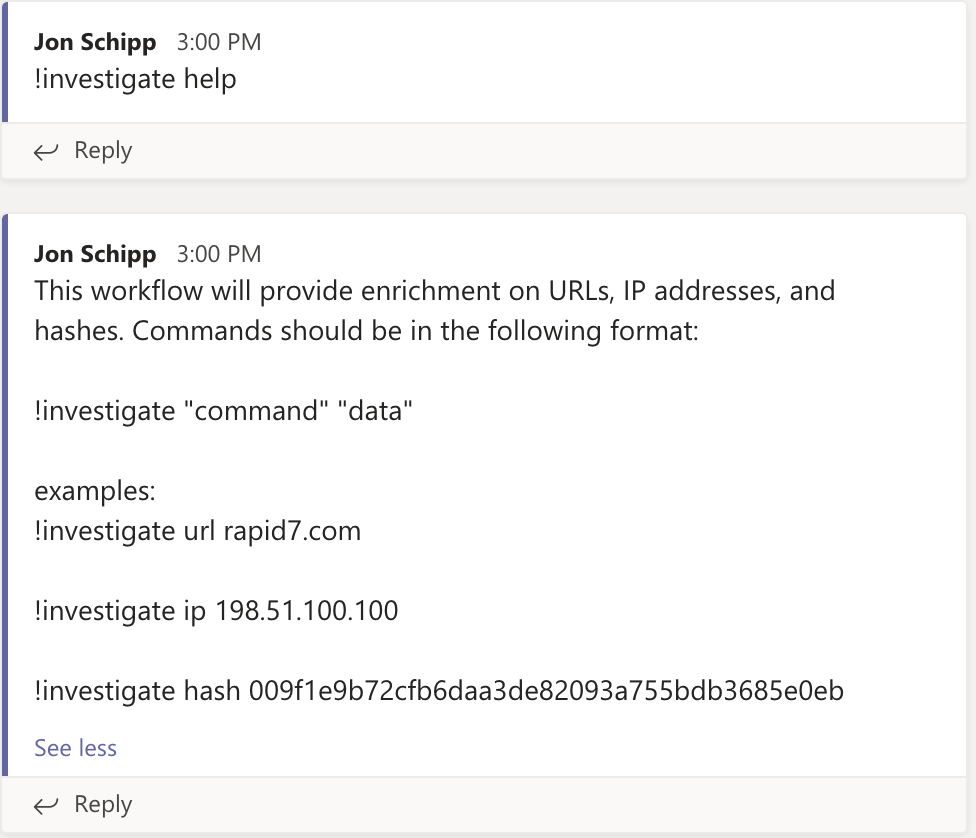 Jon Schipp 3:00 PM
!investigate help
Reply
Jon Schipp 3:00 PM
This workflow will provide enrichment on URLs, IP addresses, and
hashes. Commands should be in the following format:
!investigate "command" "data"
examples:
!investigate url rapid7.com
!investigate ip 198.51.100.100
!investigate hash 009f1e9b72cfb6daa3de82093a755bdb3685e0eb
See less
Reply